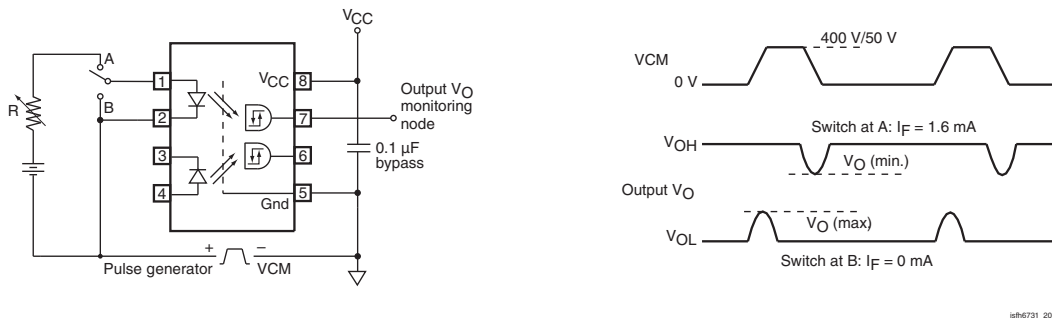 VCC
A
B
R
1
2
3
4
VCC
8
7
6
5
Gnd
Output VO
monitoring
node
0.1 µF
bypass
+
−
Pulse generator
VCM
400 V/50 V
VCM
0 V
Switch at A: IF = 1.6 mA
VOH
VO (min.)
Output VO
VO (max)
VOL
Switch at B: IF = 0 mA